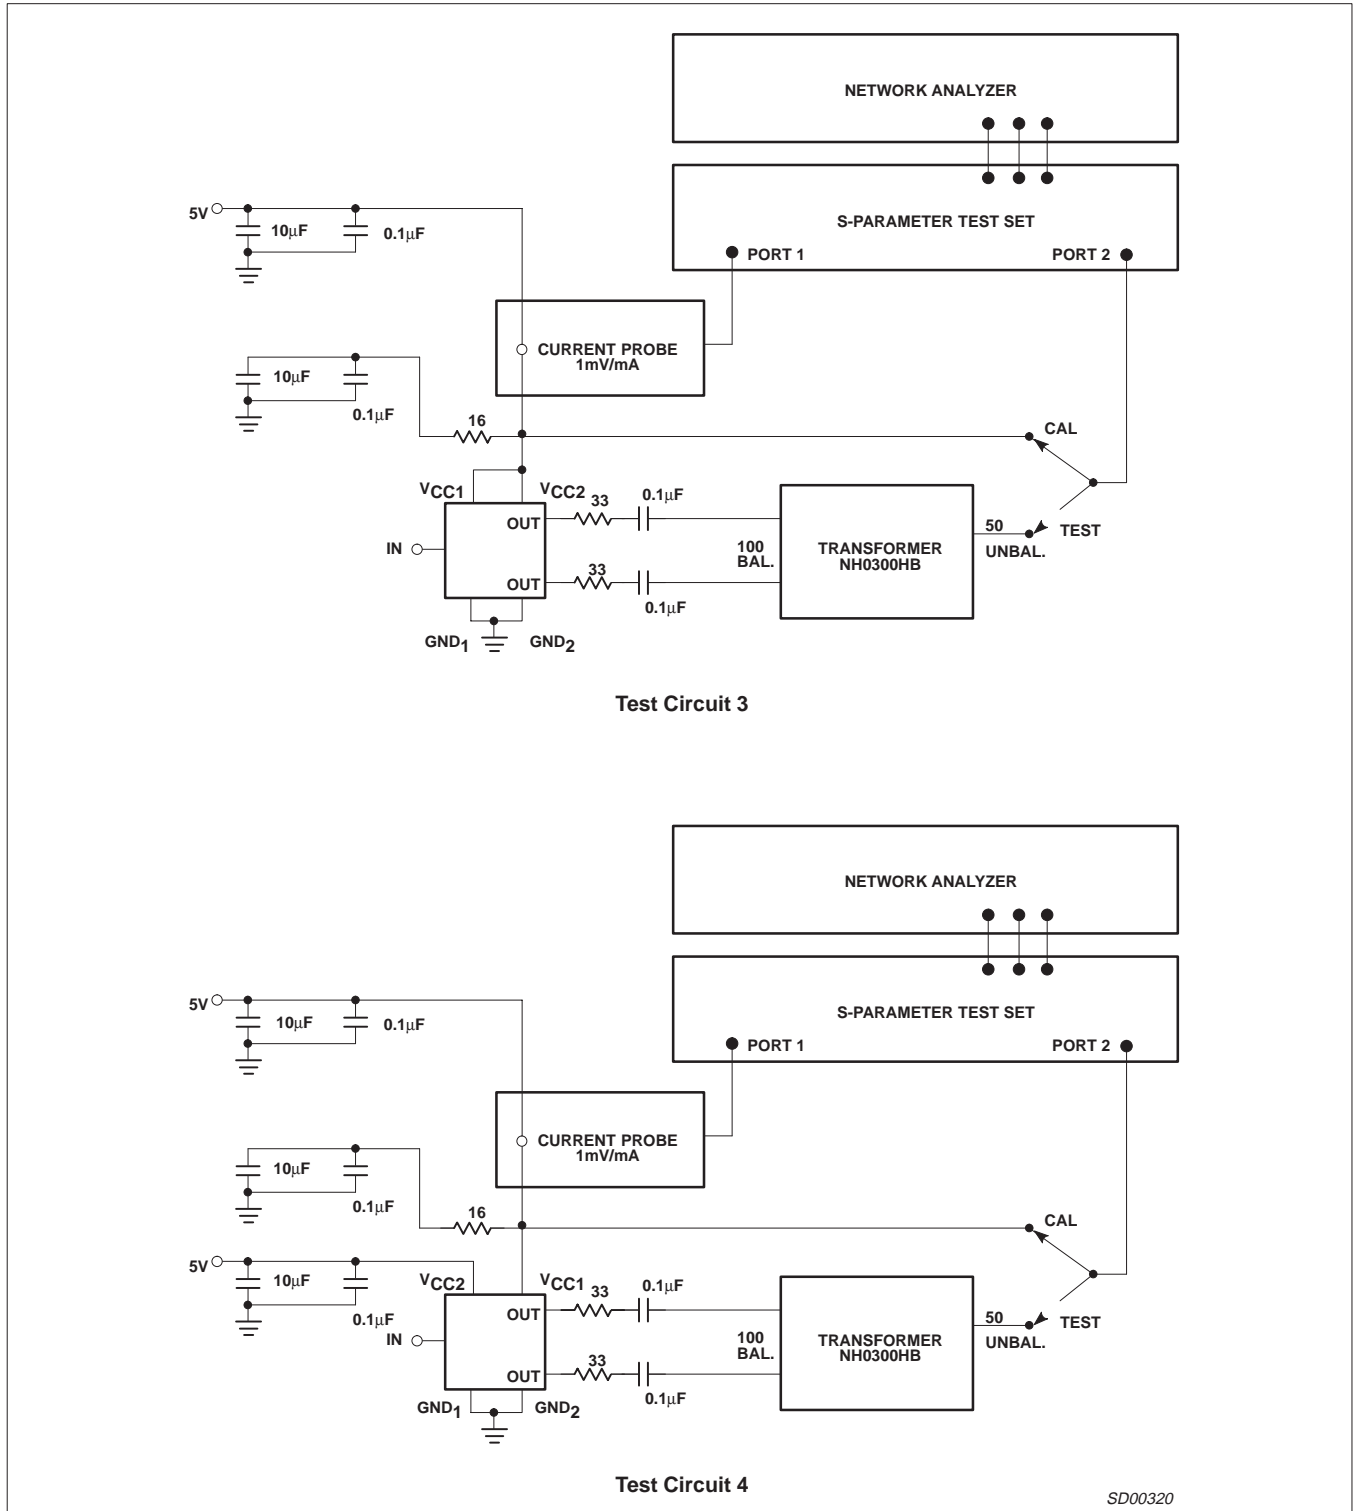 NETWORK ANALYZER
S-PARAMETER TEST SET
PORT 1
PORT 2
5V
10μF
0.1μF
CURRENT PROBE
1mV/mA
10μF
0.1μF
16
CAL
VCC1
VCC2
33
0.1μF
OUT
IN
100
BAL.
TRANSFORMER
NH0300HB
50
UNBAL.
TEST
OUT
33
0.1μF
GND1
GND2
Test Circuit 3
NETWORK ANALYZER
S-PARAMETER TEST SET
PORT 1
PORT 2
5V
10μF
0.1μF
CURRENT PROBE
1mV/mA
10μF
0.1μF
16
CAL
5V
10μF
0.1μF
VCC2
VCC1
33
0.1μF
OUT
IN
100
BAL.
TRANSFORMER
NH0300HB
50
UNBAL.
TEST
OUT
33
0.1μF
GND1
GND2
Test Circuit 4
SD00320